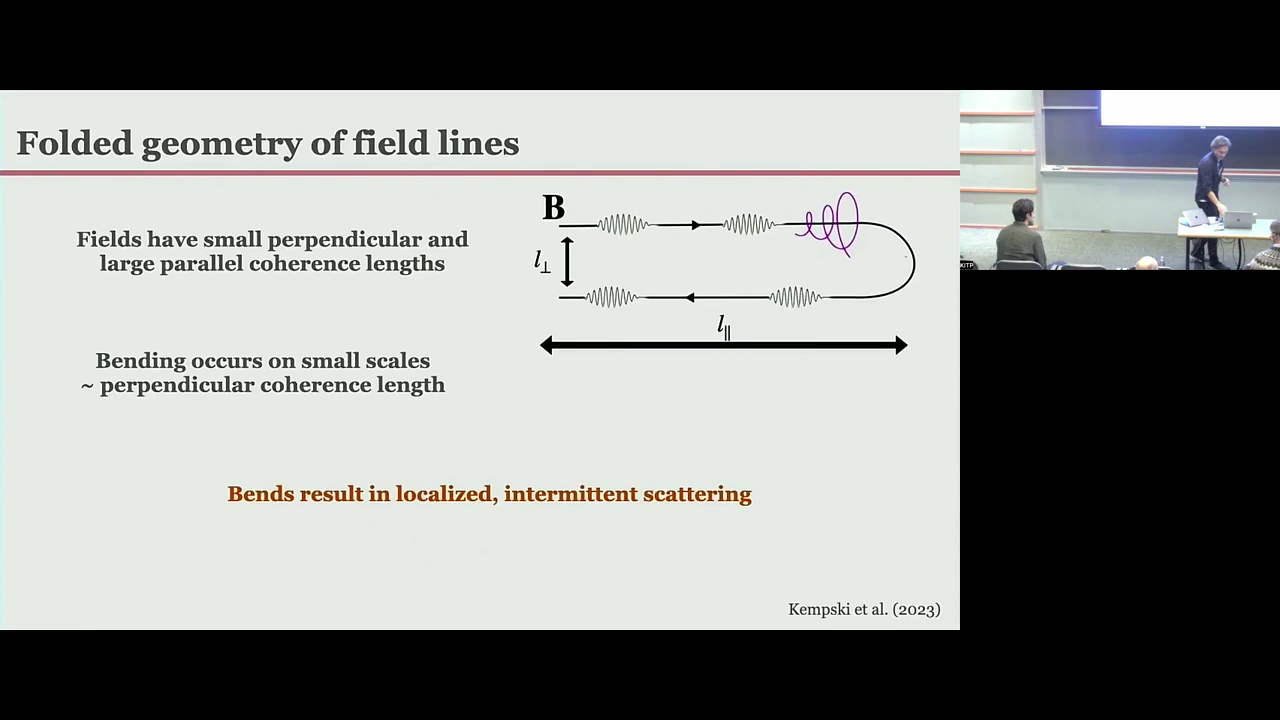 Folded geometry of field lines
Fields have small perpendicular and
large parallel coherence lengths
B
l⊥
l∥
Bending occurs on small scales
~ perpendicular coherence length
Bends result in localized, intermittent scattering
Kempski et al. (2023)
KITP